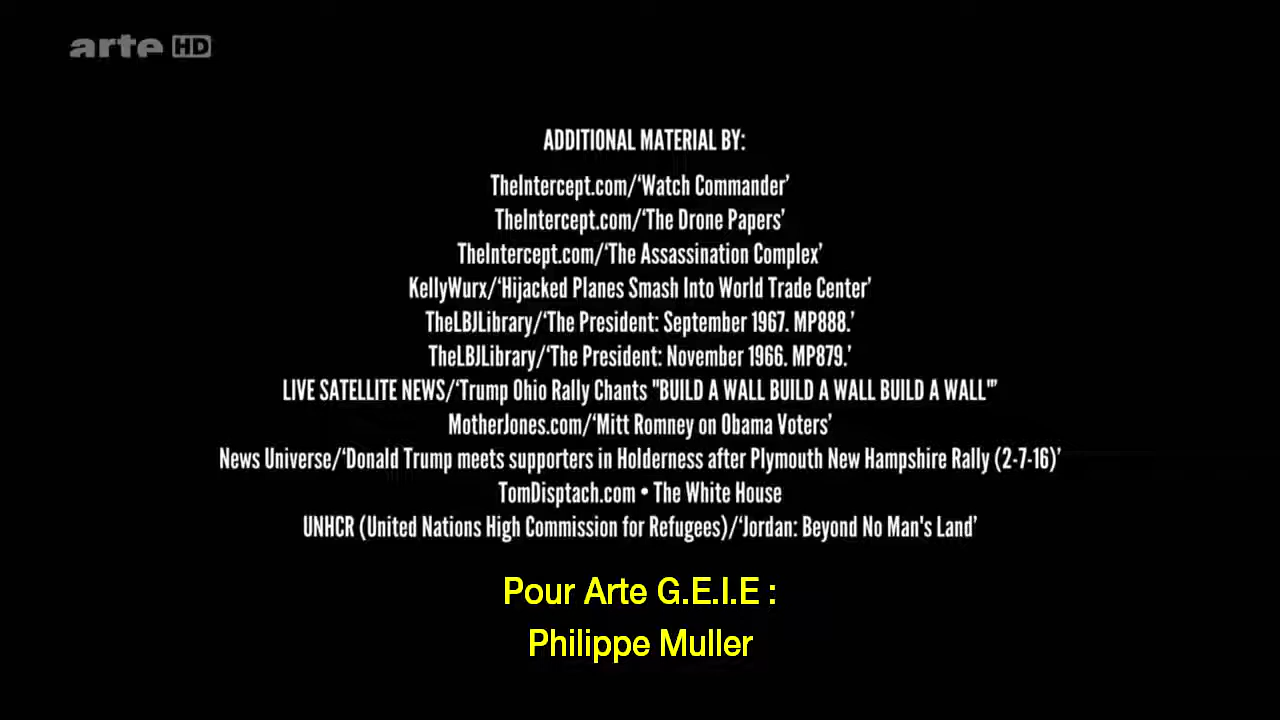 arte HD
ADDITIONAL MATERIAL BY:
TheIntercept.com/‘Watch Commander’
TheIntercept.com/‘The Drone Papers’
TheIntercept.com/‘The Assassination Complex’
KellyWurx/‘Hijacked Planes Smash Into World Trade Center’
TheLBJLibrary/‘The President: September 1967. MP888.’
TheLBJLibrary/‘The President: November 1966. MP879.’
LIVE SATELLITE NEWS/‘Trump Ohio Rally Chants "BUILD A WALL BUILD A WALL BUILD A WALL"’
MotherJones.com/‘Mitt Romney on Obama Voters’
News Universe/‘Donald Trump meets supporters in Holderness after Plymouth New Hampshire Rally (2-7-16)’
TomDisptach.com • The White House
UNHCR (United Nations High Commission for Refugees)/‘Jordan: Beyond No Man's Land’
Pour Arte G.E.I.E :
Philippe Muller